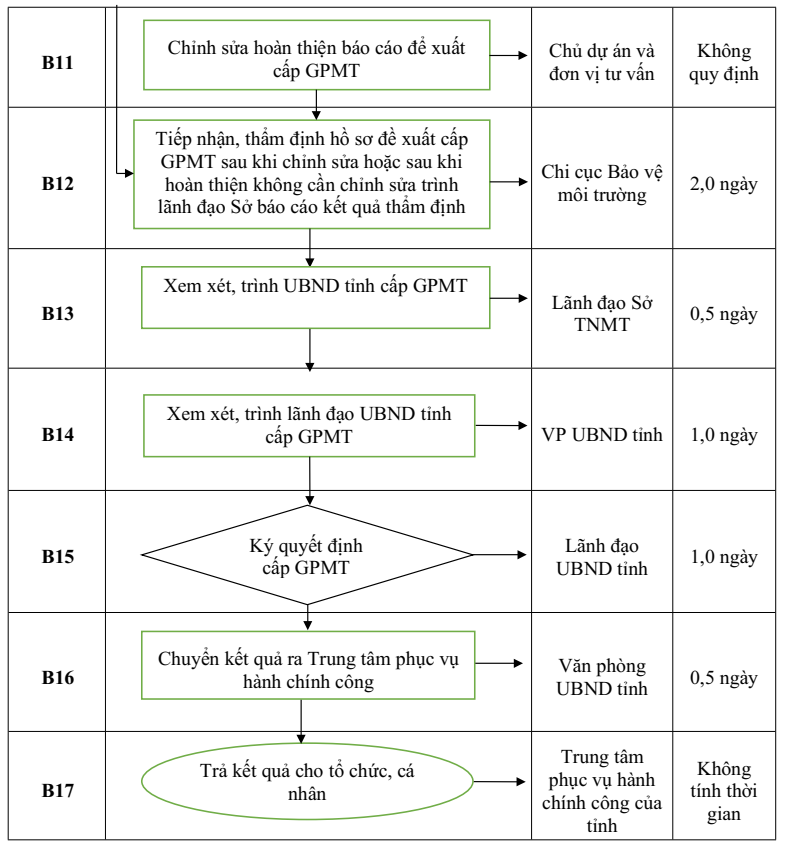 B11
Chỉnh sửa hoàn thiện báo cáo để xuất
cấp GPMT
Chủ dự án và
đơn vị tư vấn
Không
quy định
B12
Tiếp nhận, thẩm định hồ sơ đề xuất cấp
GPMT sau khi chỉnh sửa hoặc sau khi
hoàn thiện không cần chỉnh sửa trình
lãnh đạo Sở báo cáo kết quả thẩm định
Chi cục Bảo vệ
môi trường
2,0 ngày
B13
Xem xét, trình UBND tỉnh cấp GPMT
Lãnh đạo Sở
TNMT
0,5 ngày
B14
Xem xét, trình lãnh đạo UBND tỉnh
cấp GPMT
VP UBND tỉnh
1,0 ngày
B15
Ký quyết định
cấp GPMT
Lãnh đạo
UBND tỉnh
1,0 ngày
B16
Chuyển kết quả ra Trung tâm phục vụ
hành chính công
Văn phòng
UBND tỉnh
0,5 ngày
B17
Trả kết quả cho tổ chức, cá
nhân
Trung tâm
phục vụ hành
chính công của
tỉnh
Không
tính thời
gian